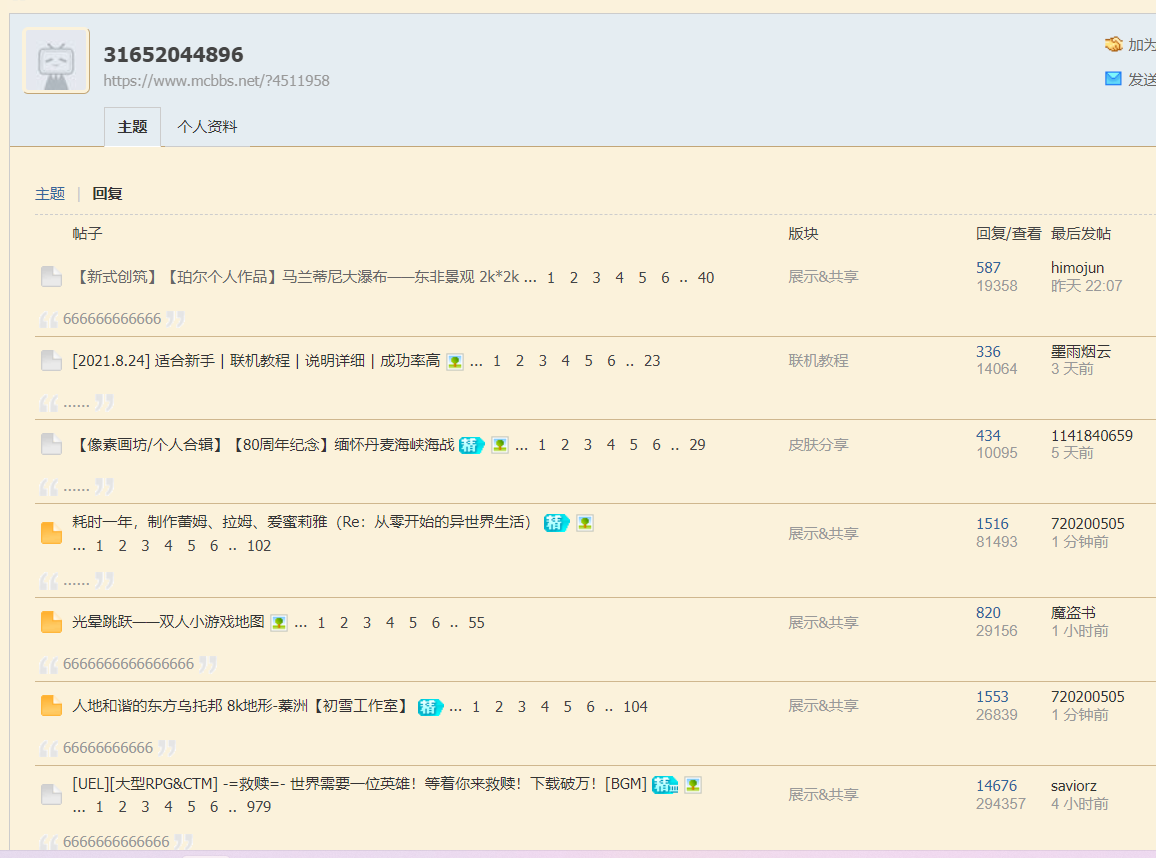 31652044896
加为
https://www.mcbbs.net/?4511958
发送
主题 个人资料
主题 | 回复
帖子 版块 回复/查看 最后发帖
【新式创筑】【珀尔个人作品】马兰蒂尼大瀑布——东非景观 2k*2k ... 1 2 3 4 5 6 .. 40 展示&共享 587 himojun
19358 昨天 22:07
“ 666666666666 ”
[2021.8.24] 适合新手 | 联机教程 | 说明详细 | 成功率高 ... 1 2 3 4 5 6 .. 23 联机教程 336 墨雨烟云
14064 3 天前
“ ...... ”
【像素画坊/个人合辑】【80周年纪念】缅怀丹麦海峡海战 精 ... 1 2 3 4 5 6 .. 29 皮肤分享 434 1141840659
10095 5 天前
“ ...... ”
耗时一年，制作蕾姆、拉姆、爱蜜莉雅（Re：从零开始的异世界生活） 精
... 1 2 3 4 5 6 .. 102 展示&共享 1516 720200505
81493 1 分钟前
“ ...... ”
光晕跳跃——双人小游戏地图 ... 1 2 3 4 5 6 .. 55 展示&共享 820 魔盗书
29156 1 小时前
“ 6666666666666666 ”
人地和谐的东方乌托邦 8k地形-蓁洲【初雪工作室】 精 ... 1 2 3 4 5 6 .. 104 展示&共享 1553 720200505
26839 1 分钟前
“ 66666666666 ”
[UEL][大型RPG&CTM] -=救赎=- 世界需要一位英雄！等着你来救赎！下载破万！[BGM] 精III
... 1 2 3 4 5 6 .. 979 展示&共享 14676 saviorz
294357 4 小时前
“ 6666666666666 ”